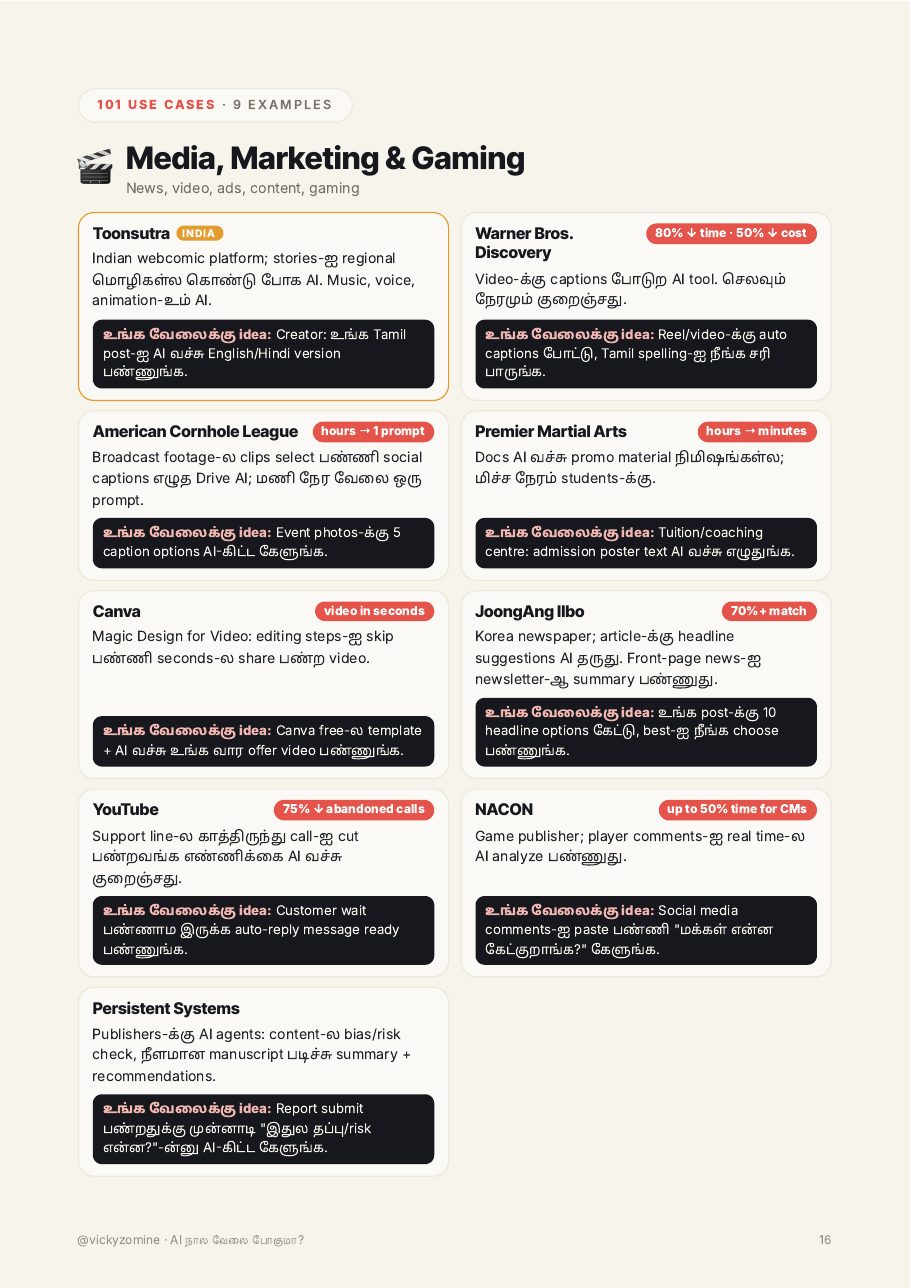 101 USE CASES · 9 EXAMPLES
Media, Marketing & Gaming
News, video, ads, content, gaming
Toonsutra INDIA
Indian webcomic platform; stories-ஐ regional
மொழிகள்ல கொண்டு போக AI. Music, voice,
animation-உம் AI.
உங்க வேலைக்கு idea: Creator: உங்க Tamil
post-ஐ AI வச்சு English/Hindi version
பண்ணுங்க.
Warner Bros.
Discovery
80% ↓ time · 50% ↓ cost
Video-க்கு captions போடுற AI tool. செலவும்
நேரமும் குறைஞ்சது.
உங்க வேலைக்கு idea: Reel/video-க்கு auto
captions போட்டு, Tamil spelling-ஐ நீங்க சரி
பாருங்க.
American Cornhole League hours → 1 prompt
Broadcast footage-ல clips select பண்ணி social
captions எழுத Drive AI; மணி நேர வேலை ஒரு
prompt.
உங்க வேலைக்கு idea: Event photos-க்கு 5
caption options AI-கிட்ட கேளுங்க.
Premier Martial Arts hours → minutes
Docs AI வச்சு promo material நிமிஷங்கள்ல;
மிச்ச நேரம் students-க்கு.
உங்க வேலைக்கு idea: Tuition/coaching
centre: admission poster text AI வச்சு எழுதுங்க.
Canva video in seconds
Magic Design for Video: editing steps-ஐ skip
பண்ணி seconds-ல share பண்ற video.
உங்க வேலைக்கு idea: Canva free-ல template
+ AI வச்சு உங்க வார offer video பண்ணுங்க.
JoongAng Ilbo 70%+ match
Korea newspaper; article-க்கு headline
suggestions AI தருது. Front-page news-ஐ
newsletter-ஆ summary பண்ணுது.
உங்க வேலைக்கு idea: உங்க post-க்கு 10
headline options கேட்டு, best-ஐ நீங்க choose
பண்ணுங்க.
YouTube 75% ↓ abandoned calls
Support line-ல காத்திருந்து call-ஐ cut
பண்றவங்க எண்ணிக்கை AI வச்சு
குறைஞ்சது.
உங்க வேலைக்கு idea: Customer wait
பண்ணாம இருக்க auto-reply message ready
பண்ணுங்க.
NACON up to 50% time for CMs
Game publisher; player comments-ஐ real time-ல
AI analyze பண்ணுது.
உங்க வேலைக்கு idea: Social media
comments-ஐ paste பண்ணி "மக்கள் என்ன
கேட்குறாங்க?" கேளுங்க.
Persistent Systems
Publishers-க்கு AI agents: content-ல bias/risk
check, நீளமான manuscript படிச்சு summary +
recommendations.
உங்க வேலைக்கு idea: Report submit
பண்றதுக்கு முன்னாடி "இதுல தப்பு/risk
என்ன?"-ன்னு AI-கிட்ட கேளுங்க.
@vickyzomine · AI நால வேலை போகுமா? 16